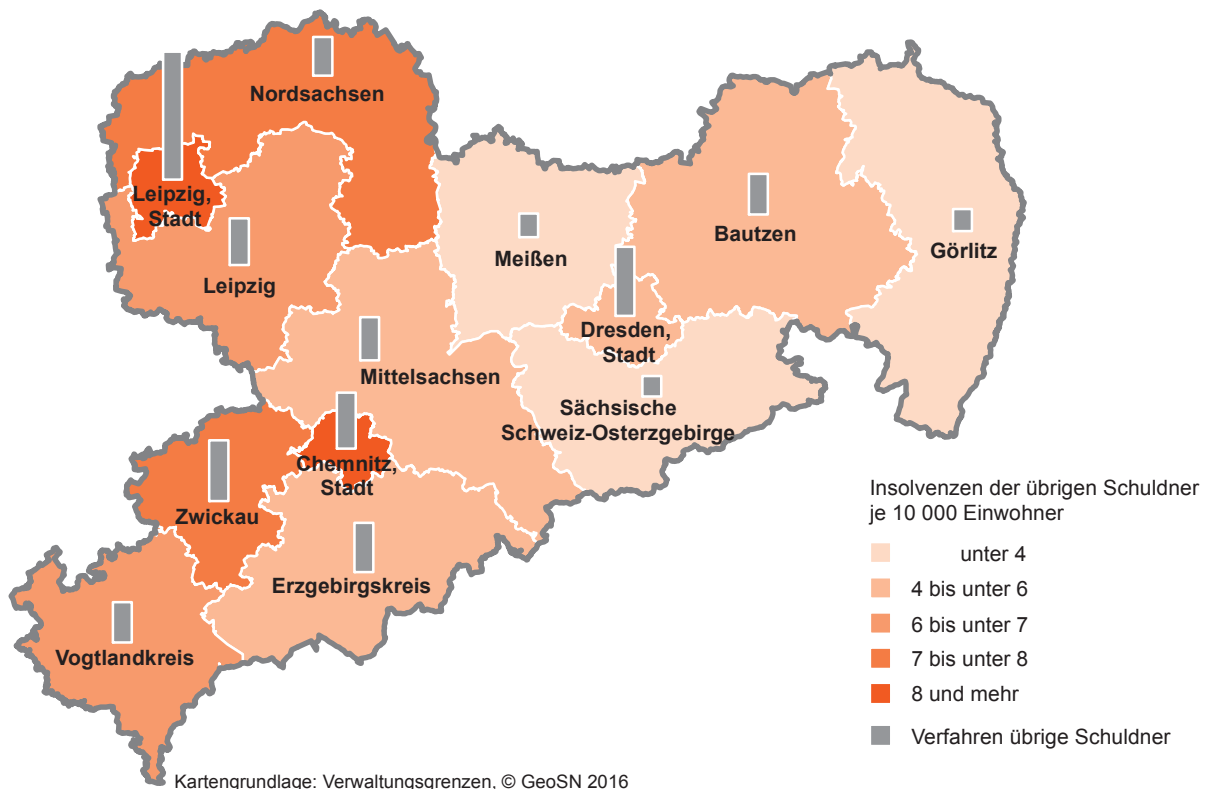 Nordsachsen
Leipzig,
Stadt
Leipzig
Meißen
Bautzen
Görlitz
Dresden,
Stadt
Mittelsachsen
Sächsische
Schweiz-Osterzgebirge
Chemnitz,
Stadt
Zwickau
Erzgebirgskreis
Vogtlandkreis
Insolvenzen der übrigen Schuldner
je 10 000 Einwohner
unter 4
4 bis unter 6
6 bis unter 7
7 bis unter 8
8 und mehr
Verfahren übrige Schuldner
Kartengrundlage: Verwaltungsgrenzen, © GeoSN 2016